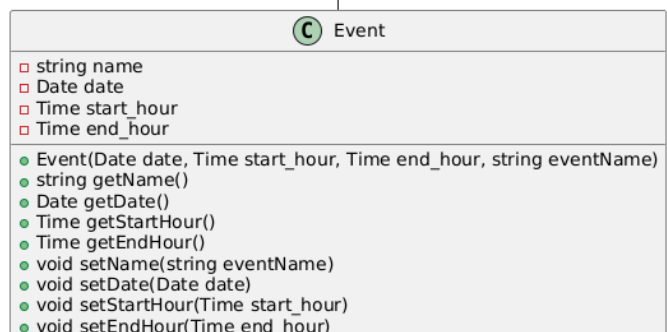 C Event
string name
Date date
Time start_hour
Time end_hour
Event(Date date, Time start_hour, Time end_hour, string eventName)
string getName()
Date getDate()
Time getStartHour()
Time getEndHour()
void setName(string eventName)
void setDate(Date date)
void setStartHour(Time start_hour)
void setEndHour(Time end_hour)